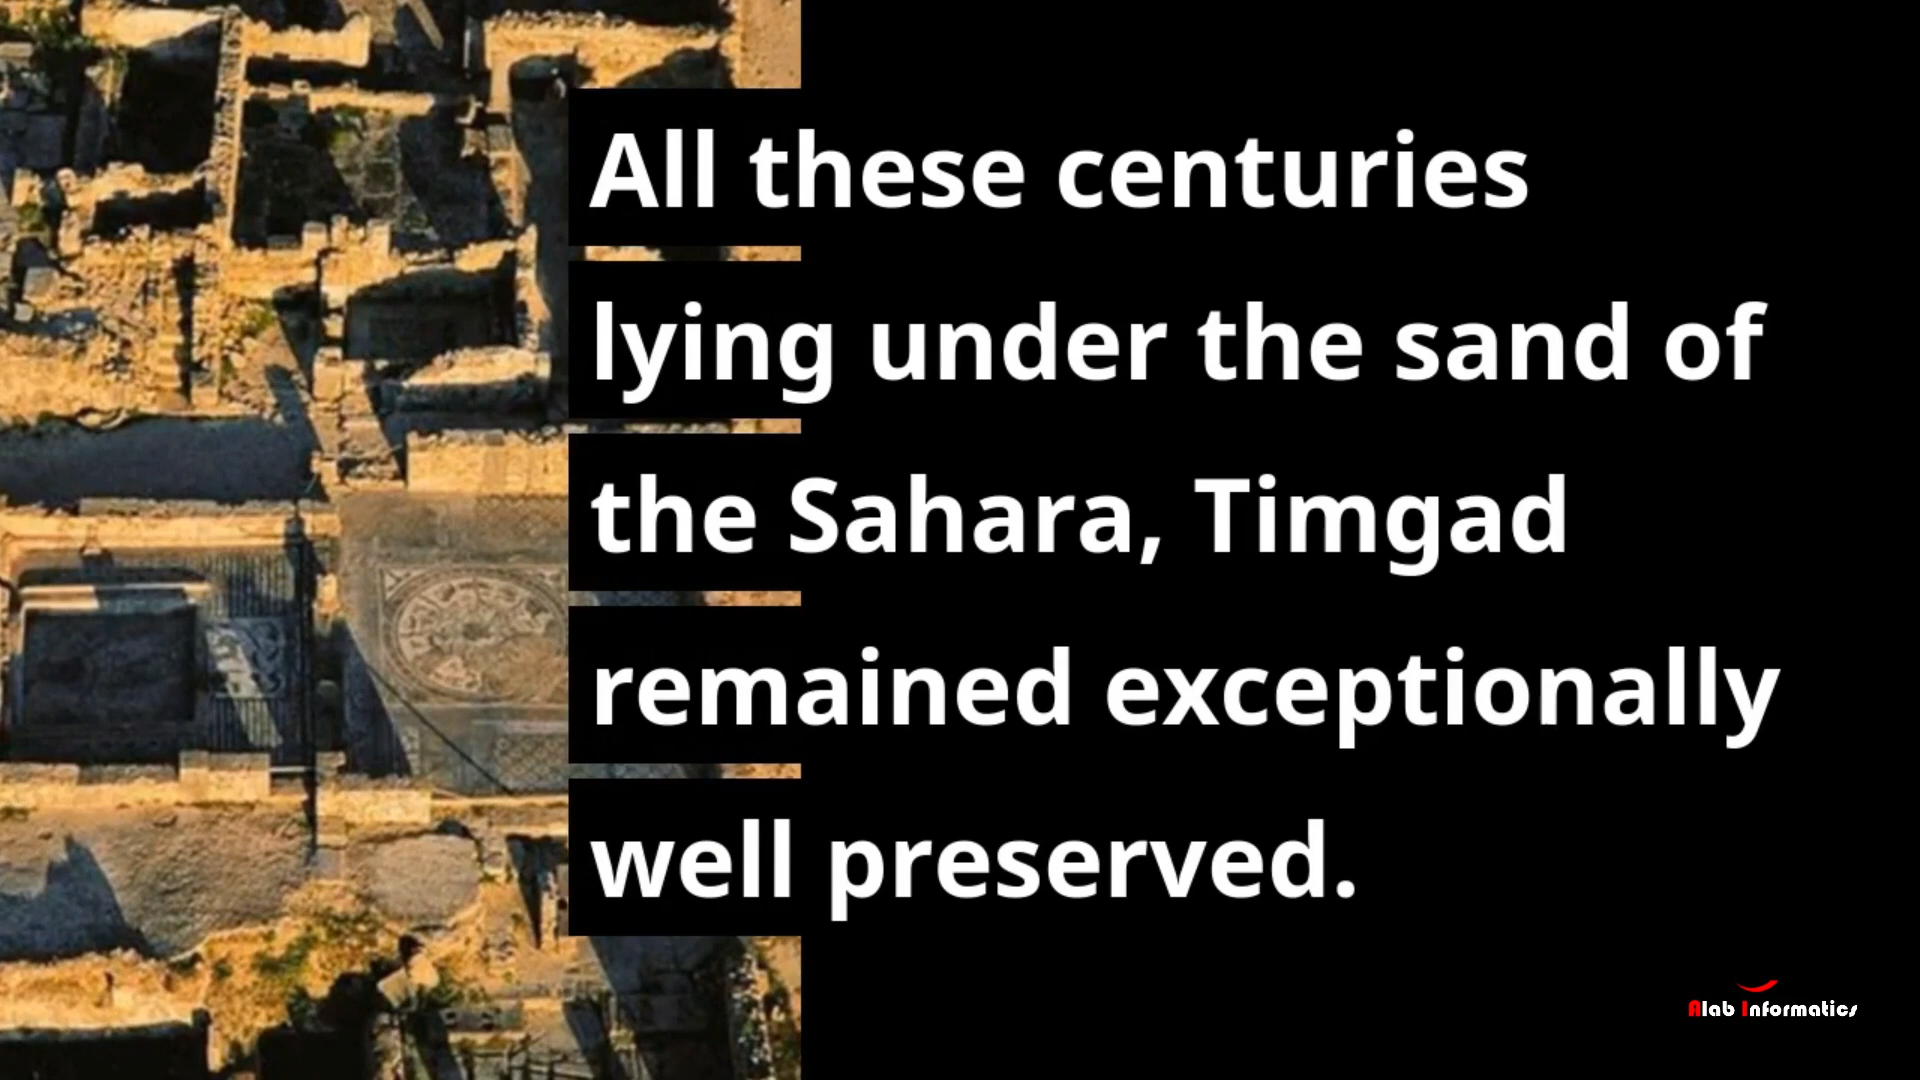 All these centuries
lying under the sand of
the Sahara, Timgad
remained exceptionally
well preserved.
Alab Informatics